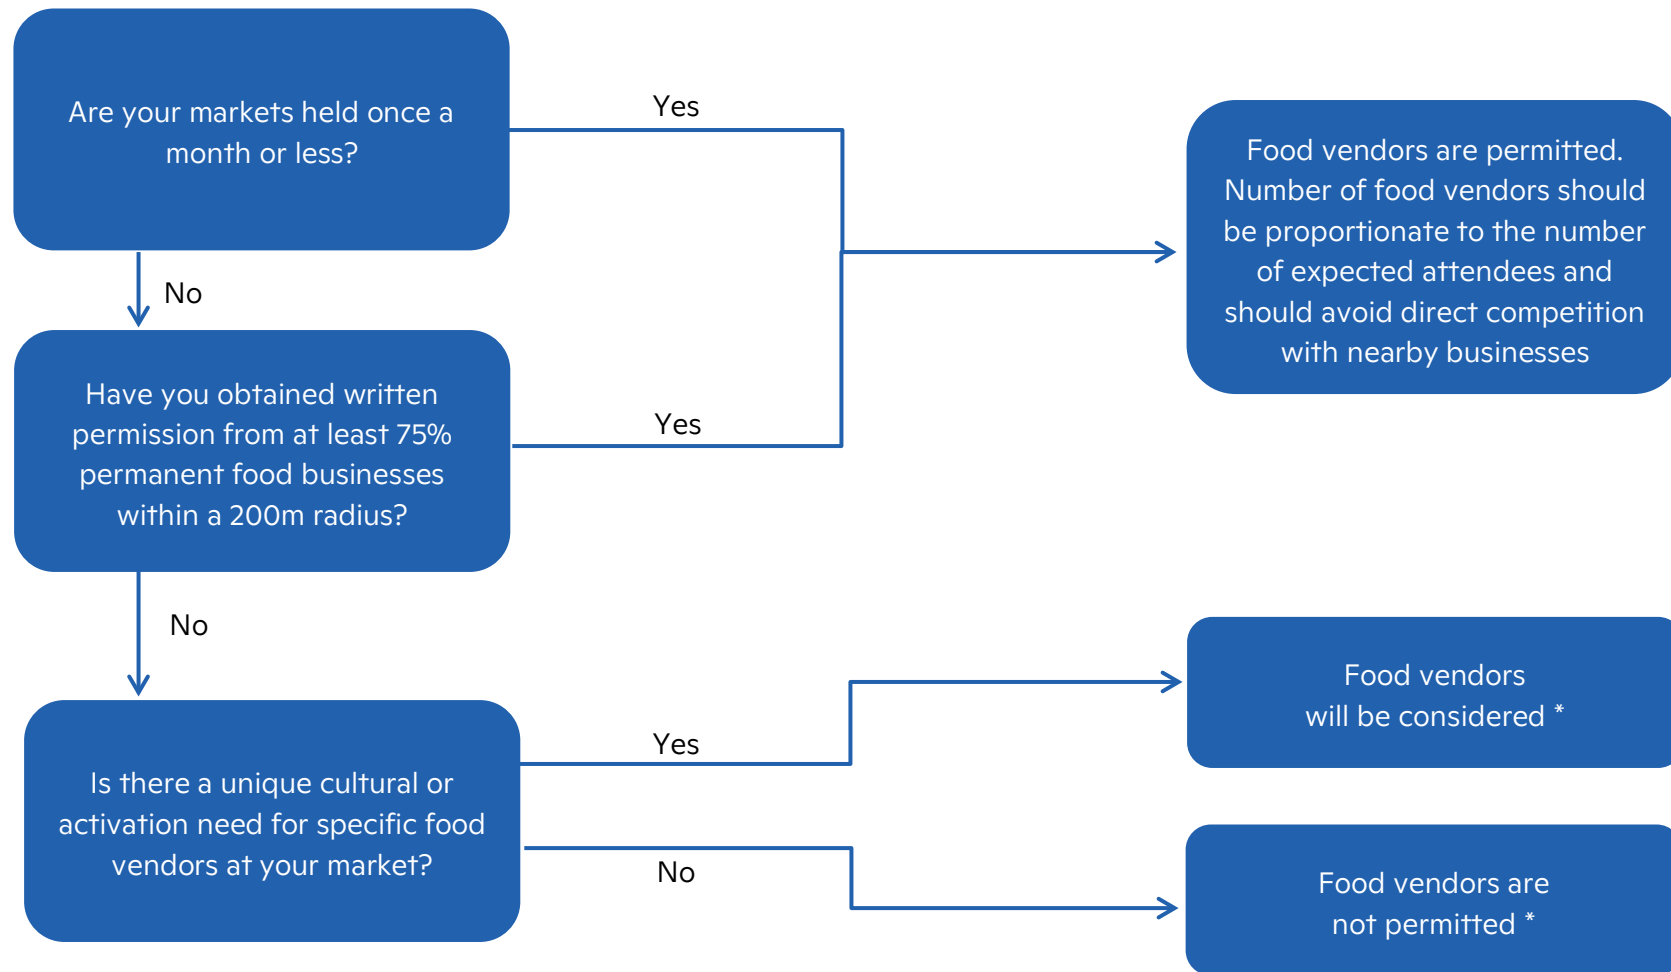 Are your markets held once a
month or less?
Yes
Food vendors are permitted.
Number of food vendors should
be proportionate to the number
of expected attendees and
should avoid direct competition
with nearby businesses
No
Have you obtained written
permission from at least 75%
permanent food businesses
within a 200m radius?
Yes
No
Is there a unique cultural or
activation need for specific food
vendors at your market?
Yes
Food vendors
will be considered *
No
Food vendors are
not permitted *